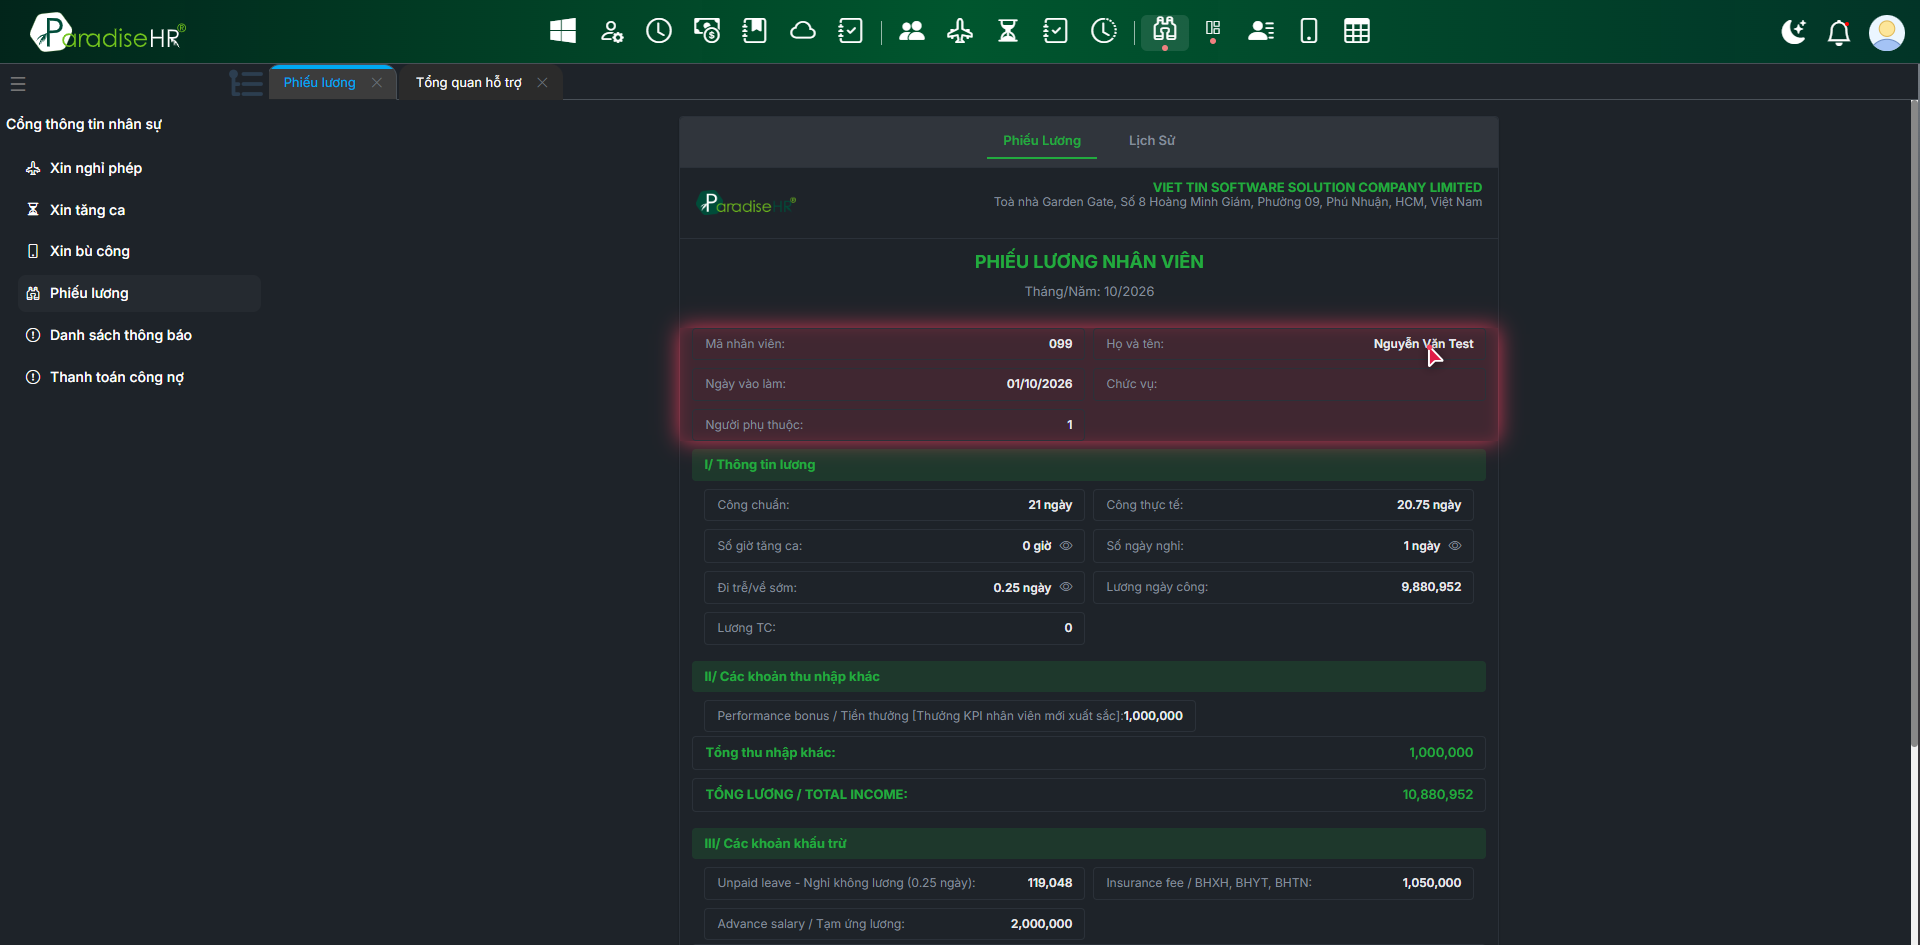 ParadiseHR®
Phiếu lương
Tổng quan hỗ trợ
Cổng thông tin nhân sự
Xin nghỉ phép
Xin tăng ca
Xin bù công
Phiếu lương
Danh sách thông báo
Thanh toán công nợ
Phiếu Lương
Lịch Sử
ParadiseHR®
VIET TIN SOFTWARE SOLUTION COMPANY LIMITED
Toà nhà Garden Gate, Số 8 Hoàng Minh Giám, Phường 09, Phú Nhuận, HCM, Việt Nam
PHIẾU LƯƠNG NHÂN VIÊN
Tháng/Năm: 10/2026
Mã nhân viên: 099 Họ và tên: Nguyễn Văn Test
Ngày vào làm: 01/10/2026 Chức vụ:
Người phụ thuộc: 1
I/ Thông tin lương
Công chuẩn: 21 ngày Công thực tế: 20.75 ngày
Số giờ tăng ca: 0 giờ Số ngày nghỉ: 1 ngày
Đi trễ/về sớm: 0.25 ngày Lương ngày công: 9,880,952
Lương TC: 0
II/ Các khoản thu nhập khác
Performance bonus / Tiền thưởng [Thưởng KPI nhân viên mới xuất sắc]:1,000,000
Tổng thu nhập khác: 1,000,000
TỔNG LƯƠNG / TOTAL INCOME: 10,880,952
III/ Các khoản khấu trừ
Unpaid leave - Nghỉ không lương (0.25 ngày): 119,048 Insurance fee / BHXH, BHYT, BHTN: 1,050,000
Advance salary / Tạm ứng lương: 2,000,000